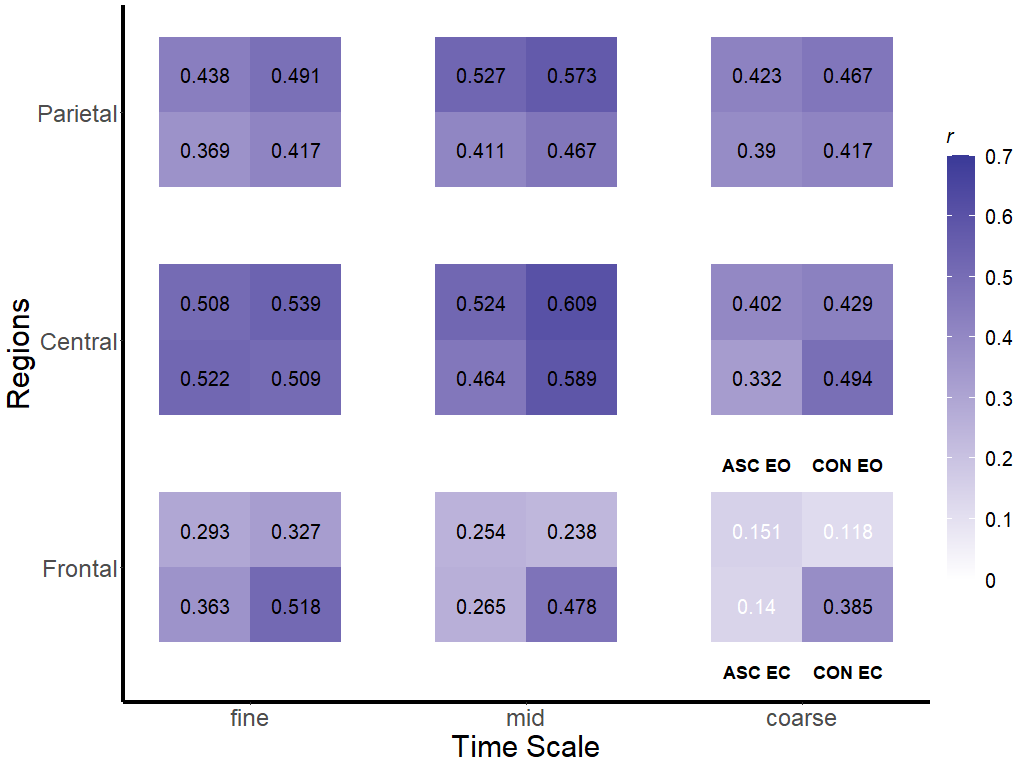 0.438 0.491 0.527 0.573 0.423 0.467
Parietal
0.369 0.417 0.411 0.467 0.39 0.417
r
0.7
0.6
0.5
0.4
0.3
0.2
0.1
0
0.508 0.539 0.524 0.609 0.402 0.429
Regions
Central
0.522 0.509 0.464 0.589 0.332 0.494
ASC EO CON EO
0.293 0.327 0.254 0.238 0.151 0.118
Frontal
0.363 0.518 0.265 0.478 0.14 0.385
ASC EC CON EC
fine mid coarse
Time Scale